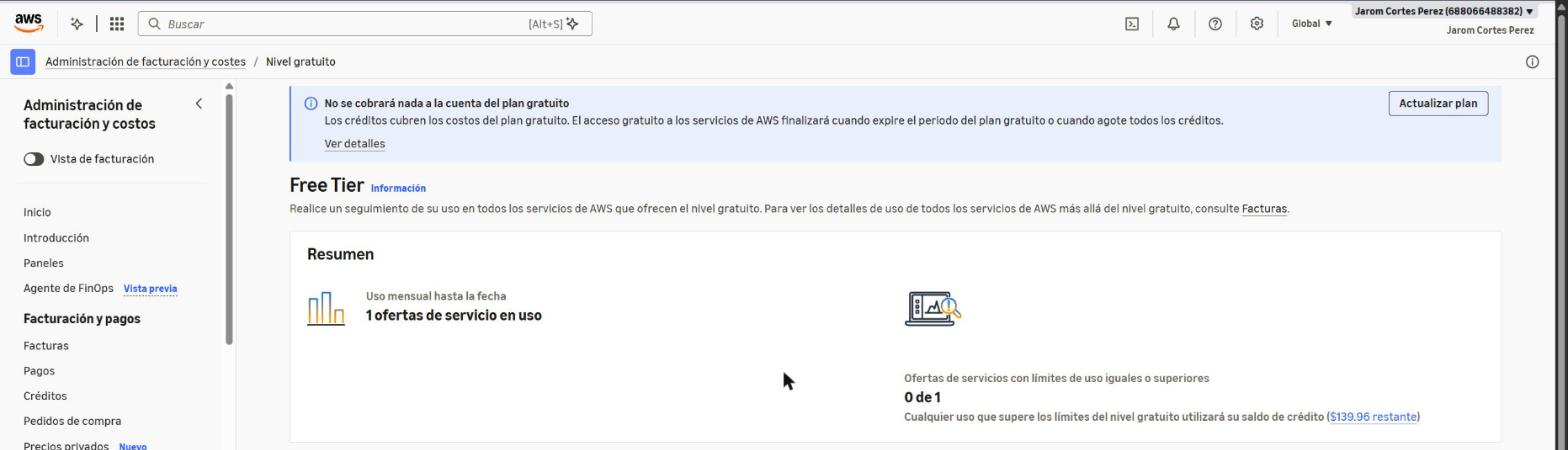 aws
Buscar
[Alt+S]
Global
Jarom Cortes Perez (688066488382)
Jarom Cortes Perez
Administración de facturación y costes / Nivel gratuito
Administración de
facturación y costos
Vista de facturación
Inicio
Introducción
Paneles
Agente de FinOps Vista previa
Facturación y pagos
Facturas
Pagos
Créditos
Pedidos de compra
Precios privados Nuevo
No se cobrará nada a la cuenta del plan gratuito
Los créditos cubren los costos del plan gratuito. El acceso gratuito a los servicios de AWS finalizará cuando expire el periodo del plan gratuito o cuando agote todos los créditos.
Ver detalles
Actualizar plan
Free Tier Información
Realice un seguimiento de su uso en todos los servicios de AWS que ofrecen el nivel gratuito. Para ver los detalles de uso de todos los servicios de AWS más allá del nivel gratuito, consulte Facturas.
Resumen
Uso mensual hasta la fecha
1 ofertas de servicio en uso
Ofertas de servicios con límites de uso iguales o superiores
0 de 1
Cualquier uso que supere los límites del nivel gratuito utilizará su saldo de crédito ($139.96 restante)